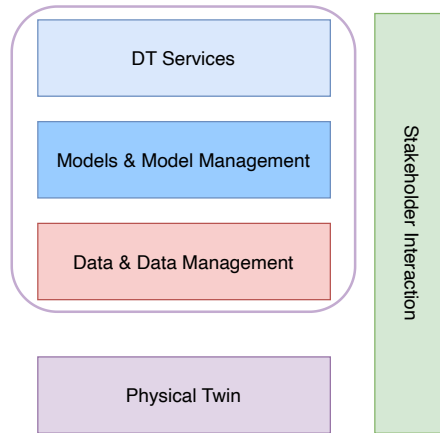 DT Services
Models & Model Management
Data & Data Management
Physical Twin
Stakeholder Interaction